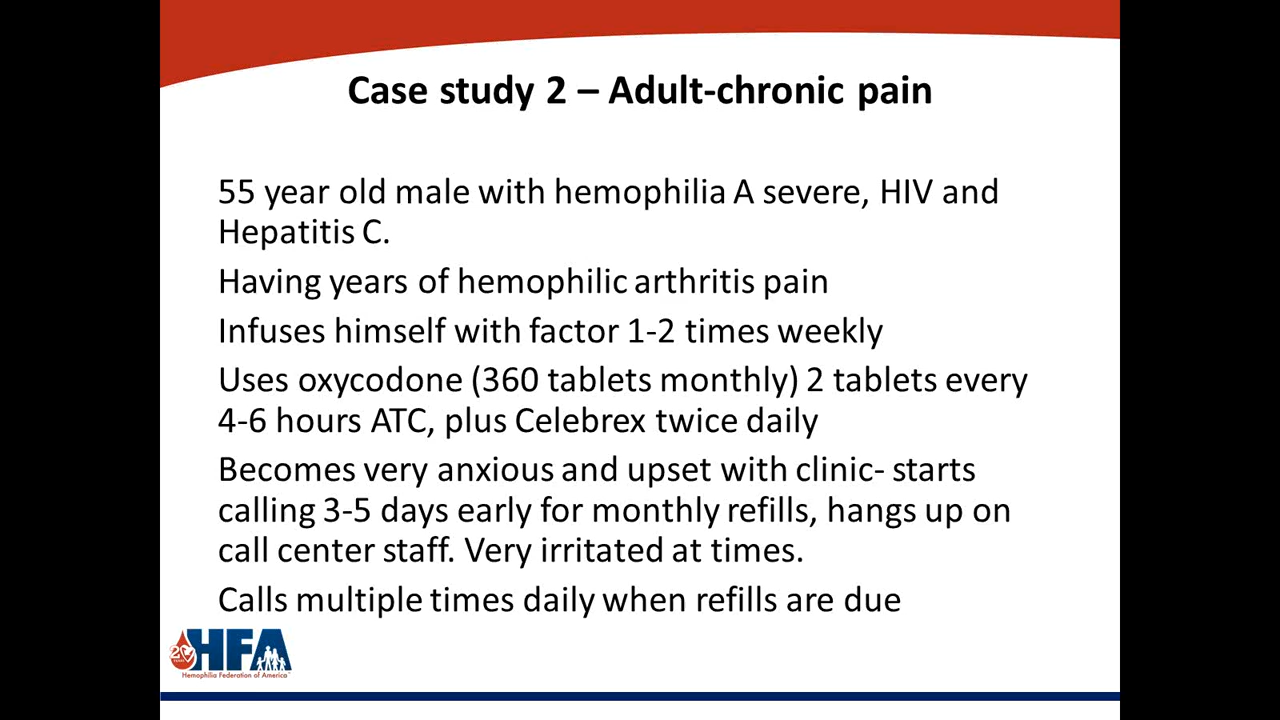 Case study 2 – Adult-chronic pain
55 year old male with hemophilia A severe, HIV and
Hepatitis C.
Having years of hemophilic arthritis pain
Infuses himself with factor 1-2 times weekly
Uses oxycodone (360 tablets monthly) 2 tablets every
4-6 hours ATC, plus Celebrex twice daily
Becomes very anxious and upset with clinic- starts
calling 3-5 days early for monthly refills, hangs up on
call center staff. Very irritated at times.
Calls multiple times daily when refills are due
HFA
Hemophilia Federation of America